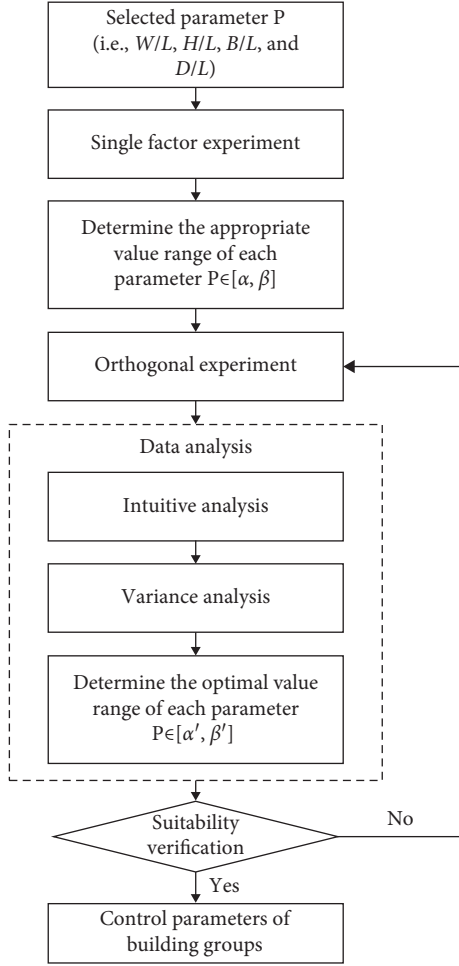 Selected parameter P
(i.e., W/L, H/L, B/L, and
D/L)
Single factor experiment
Determine the appropriate
value range of each
parameter P∈[α, β]
Orthogonal experiment
Data analysis
Intuitive analysis
Variance analysis
Determine the optimal value
range of each parameter
P∈[α′, β′]
Suitability
verification
No
Yes
Control parameters of
building groups